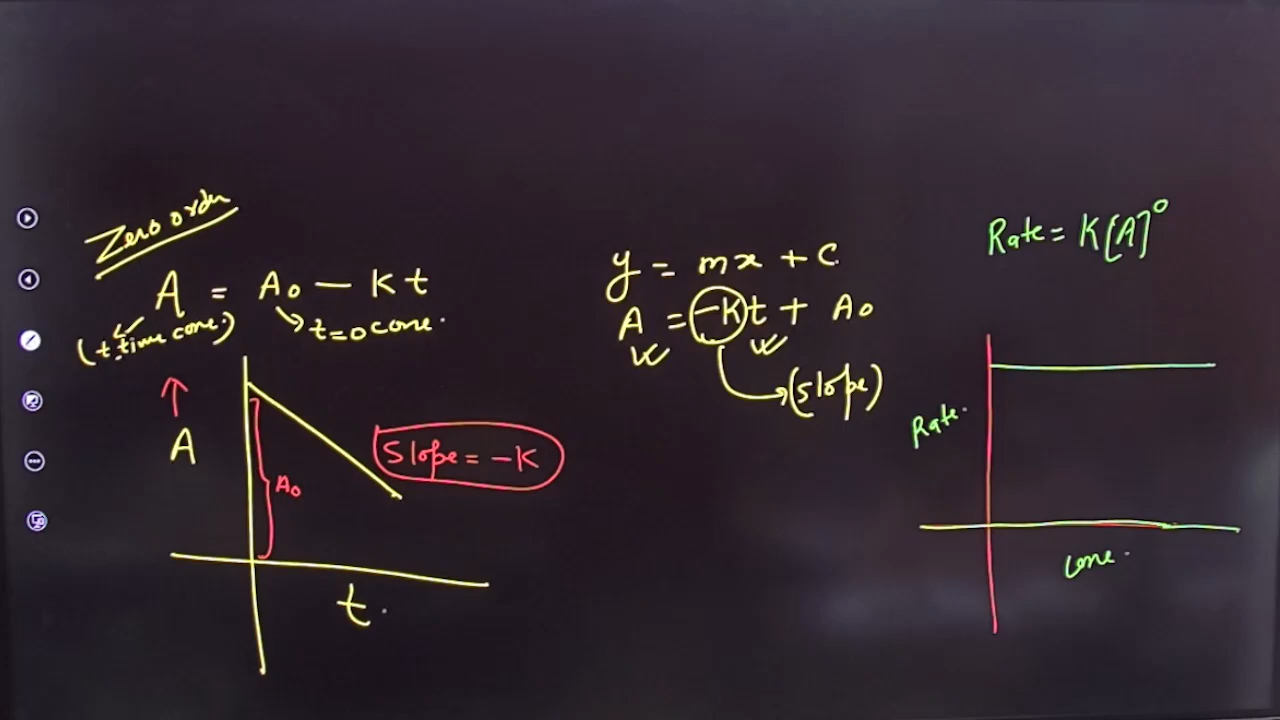 Zero order
A = A₀ − Kt
(t. time conc.)
t=0 conc.
A
A₀
Slope = −K
t.
y = mx + c
A = −Kt + A₀
(slope)
Rate = K[A]⁰
Rate.
conc.